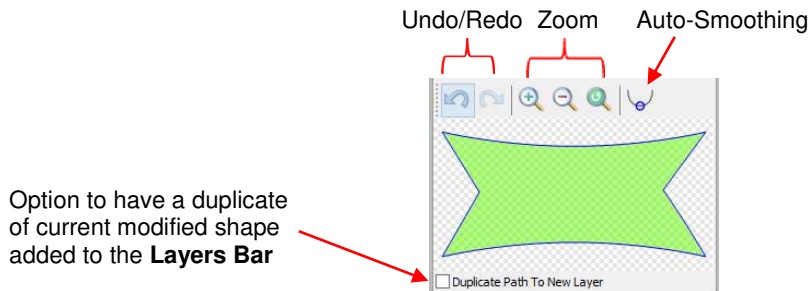 Undo/Redo Zoom Auto-Smoothing
Option to have a duplicate
of current modified shape
added to the Layers Bar
Duplicate Path To New Layer